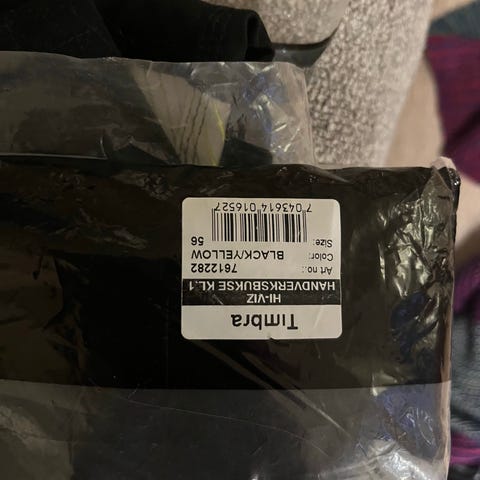 Timbra
HI-VIZ
HANDVERKSBUKSE KL.1
Art no.: 7612282
Color: BLACK/YELLOW
Size: 56
7 043614 016527